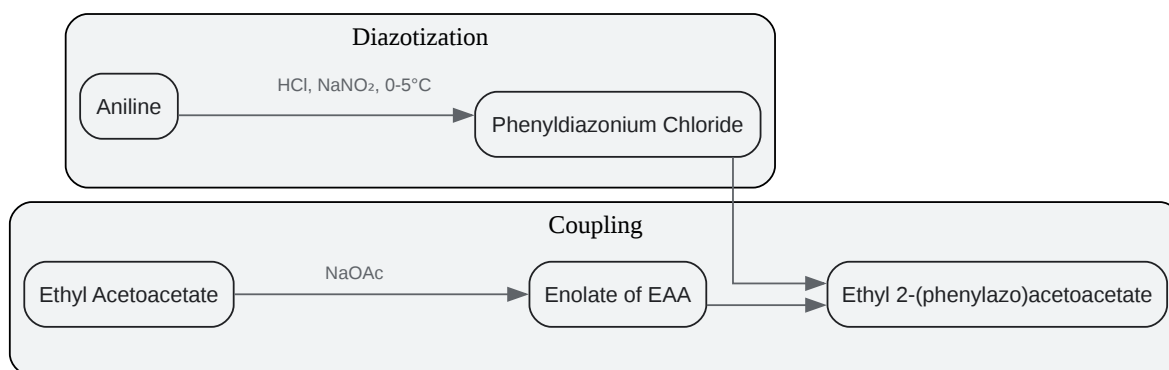 Diazotization
HCl, NaNO₂, 0-5°C
Aniline
Phenyldiazonium Chloride
Coupling
NaOAc
Ethyl Acetoacetate
Enolate of EAA
Ethyl 2-(phenylazo)acetoacetate